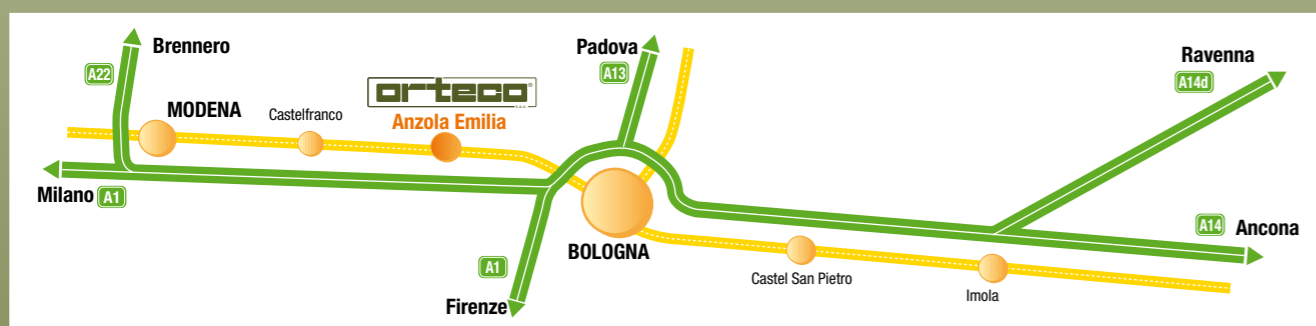 Brennero
A22
MODENA
Castelfranco
orteco
Anzola Emilia
Padova
A13
Ravenna
A14d
Milano A1
A1
Firenze
BOLOGNA
Castel San Pietro
Imola
A14
Ancona